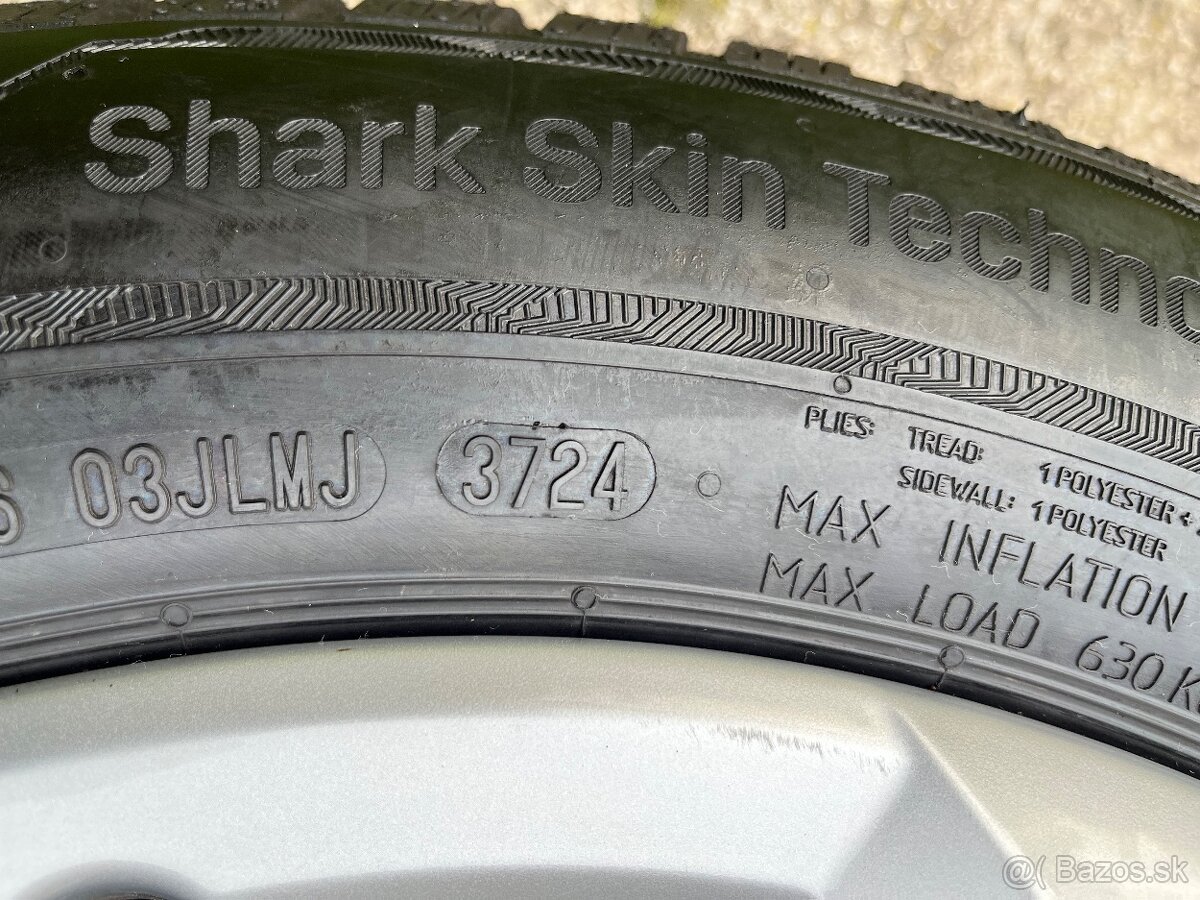 Shark Skin Techno
03JLMJ 3724
PLIES: TREAD: 1 POLYESTER +
SIDEWALL: 1 POLYESTER
MAX INFLATION
MAX LOAD 630 K
@( Bazos.sk